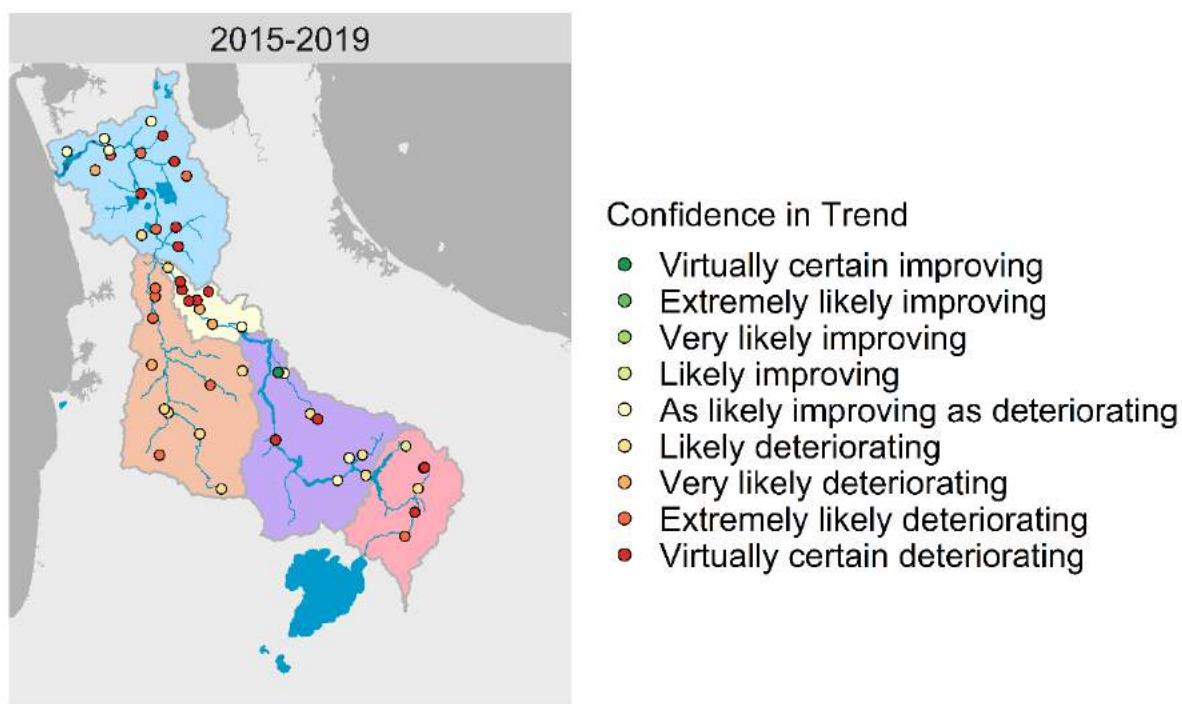 2015-2019
Confidence in Trend
Virtually certain improving
Extremely likely improving
Very likely improving
Likely improving
As likely improving as deteriorating
Likely deteriorating
Very likely deteriorating
Extremely likely deteriorating
Virtually certain deteriorating